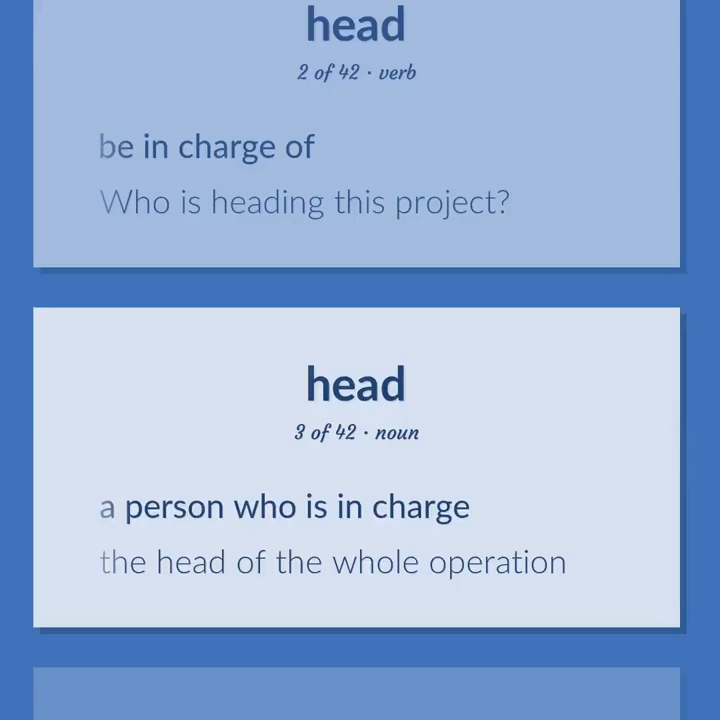 head
2 of 42 · verb
be in charge of
Who is heading this project?
head
3 of 42 · noun
a person who is in charge
the head of the whole operation